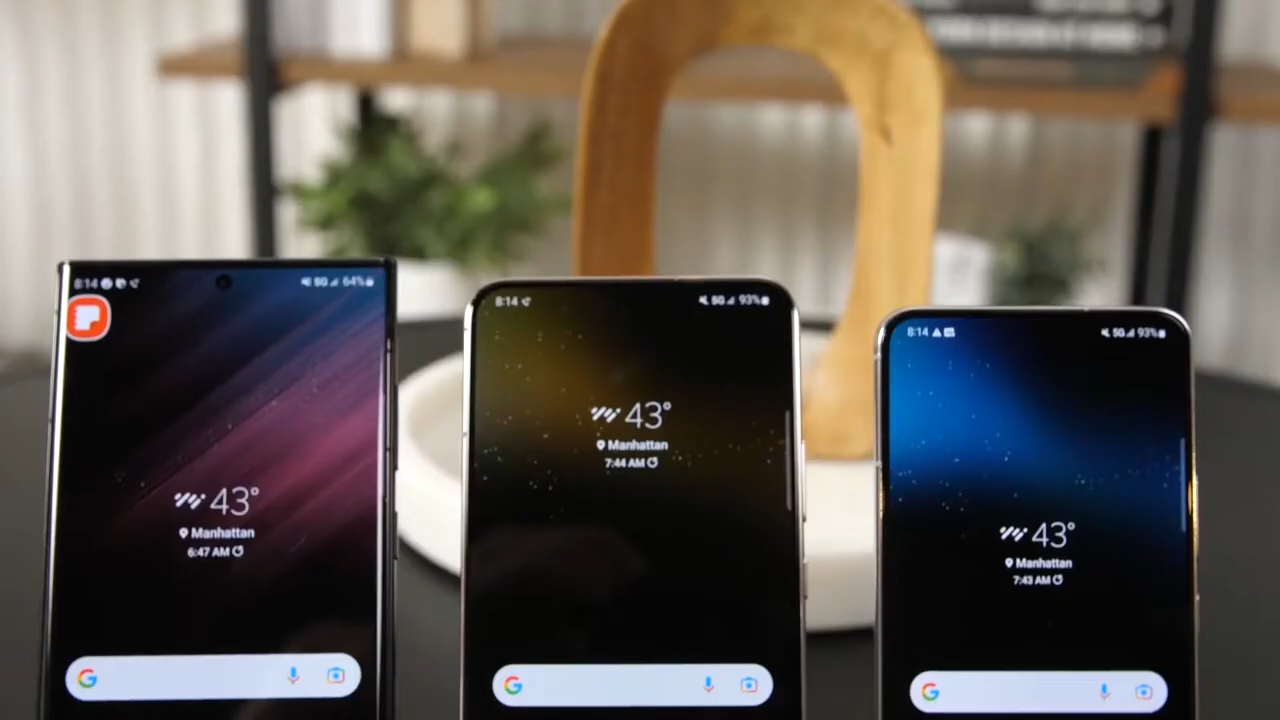 8:14
5G 64%
43°
Manhattan
6:47 AM
G
8:14
5G 93%
43°
Manhattan
7:44 AM
G
8:14
5G 93%
43°
Manhattan
7:43 AM
G